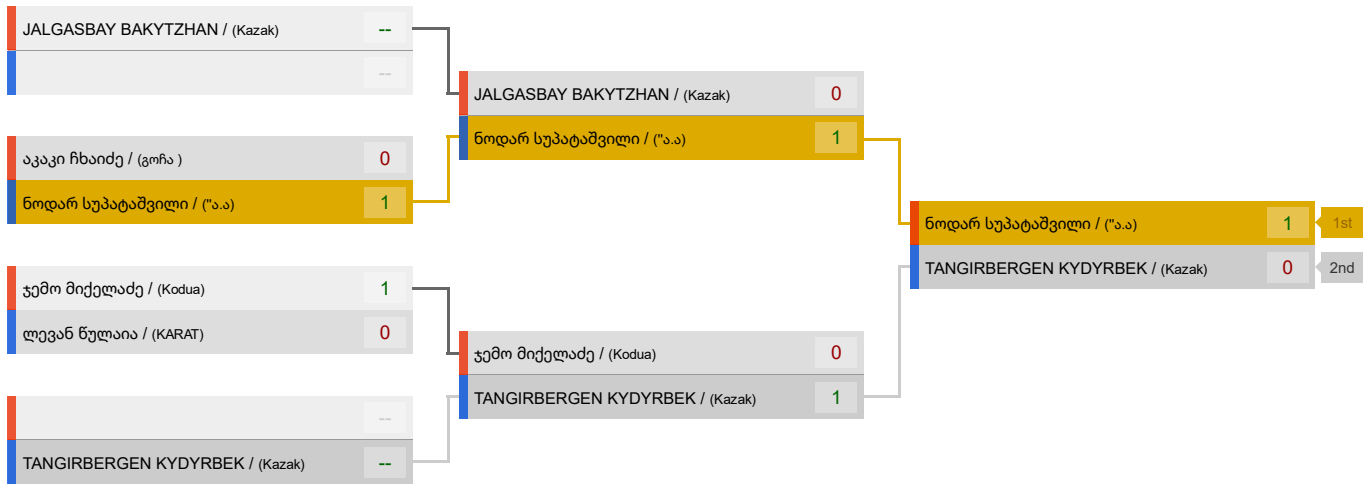 JALGASBAY BAKYTZHAN / (Kazak) --
--
აკაკი ჩხაიძე / (გოჩა ) 0
ნოდარ სუპატაშვილი / ("ა.ა) 1
ჯემო მიქელაძე / (Kodua) 1
ლევან წულაია / (KARAT) 0
--
TANGIRBERGEN KYDYRBEK / (Kazak) --
JALGASBAY BAKYTZHAN / (Kazak) 0
ნოდარ სუპატაშვილი / ("ა.ა) 1
ჯემო მიქელაძე / (Kodua) 0
TANGIRBERGEN KYDYRBEK / (Kazak) 1
ნოდარ სუპატაშვილი / ("ა.ა) 1 1st
TANGIRBERGEN KYDYRBEK / (Kazak) 0 2nd